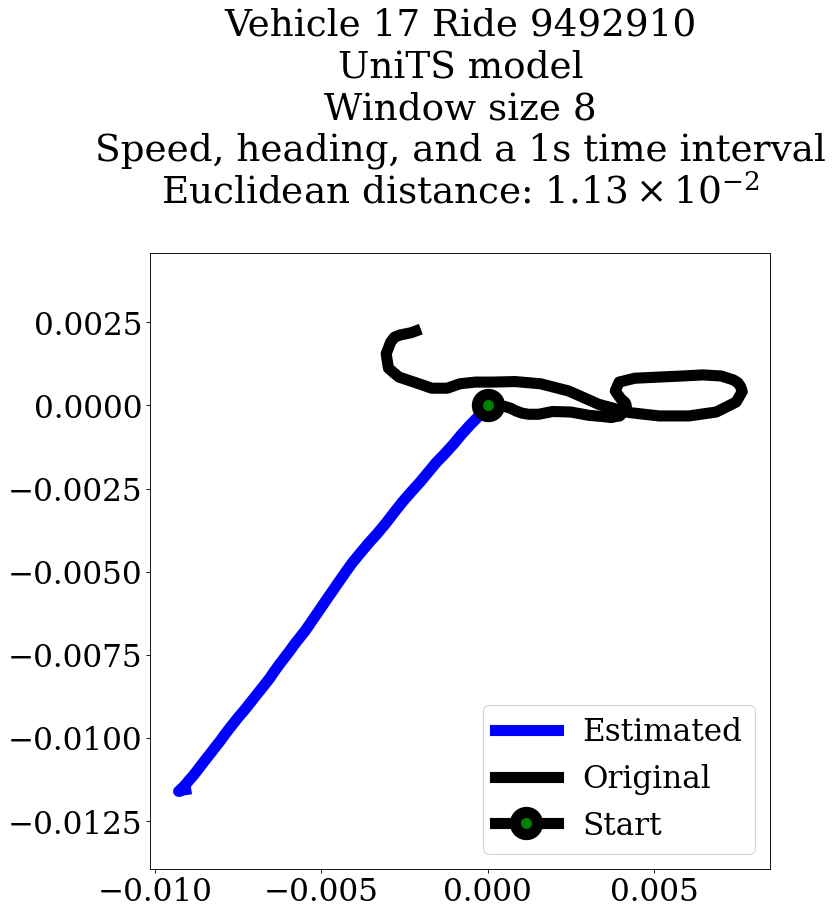 Vehicle 17 Ride 9492910
UniTS model
Window size 8
Speed, heading, and a 1s time interval
Euclidean distance: 1.13 × 10⁻²
0.0025
0.0000
−0.0025
−0.0050
−0.0075
−0.0100
−0.0125
Estimated
Original
Start
−0.010 −0.005 0.000 0.005